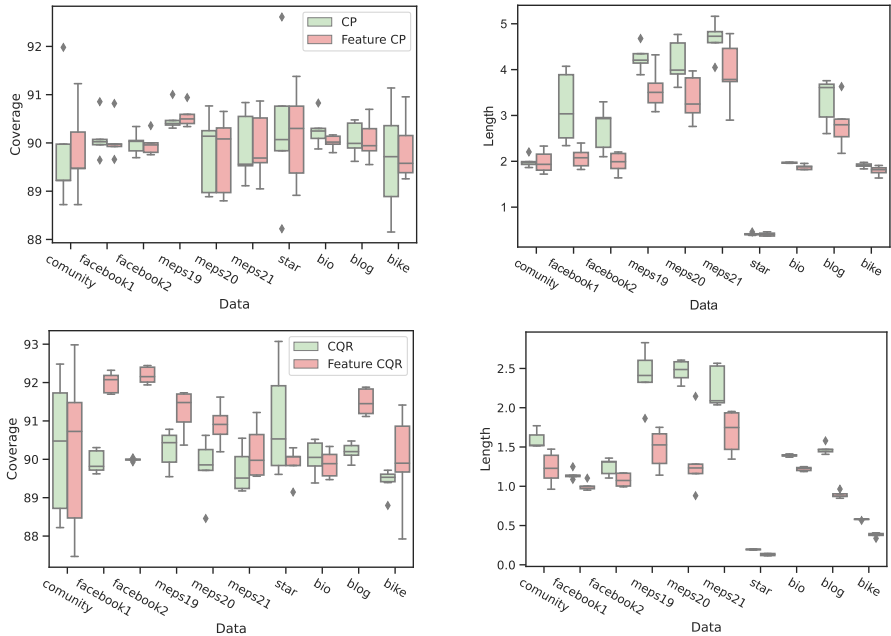 92
91
90
89
88
Coverage
CP
Feature CP
comunity
facebook1
facebook2
meps19
meps20
meps21
star
bio
blog
bike
Data
5
4
3
2
1
Length
comunity
facebook1
facebook2
meps19
meps20
meps21
star
bio
blog
bike
Data
93
92
91
90
89
88
Coverage
CQR
Feature CQR
comunity
facebook1
facebook2
meps19
meps20
meps21
star
bio
blog
bike
Data
2.5
2.0
1.5
1.0
0.5
0.0
Length
comunity
facebook1
facebook2
meps19
meps20
meps21
star
bio
blog
bike
Data